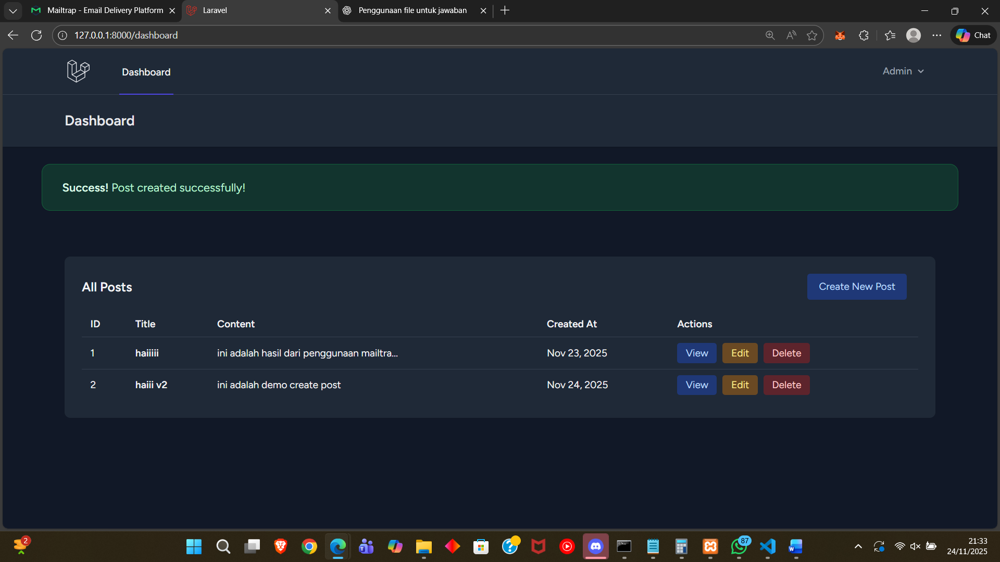 Mailtrap - Email Delivery Platform
Laravel
Penggunaan file untuk jawaban
127.0.0.1:8000/dashboard
Chat
Dashboard
Admin
Dashboard
Success! Post created successfully!
All Posts
Create New Post
ID Title Content Created At Actions
1 haiiiii ini adalah hasil dari penggunaan mailtra... Nov 23, 2025 View Edit Delete
2 haiii v2 ini adalah demo create post Nov 24, 2025 View Edit Delete
2
87
21:33
24/11/2025